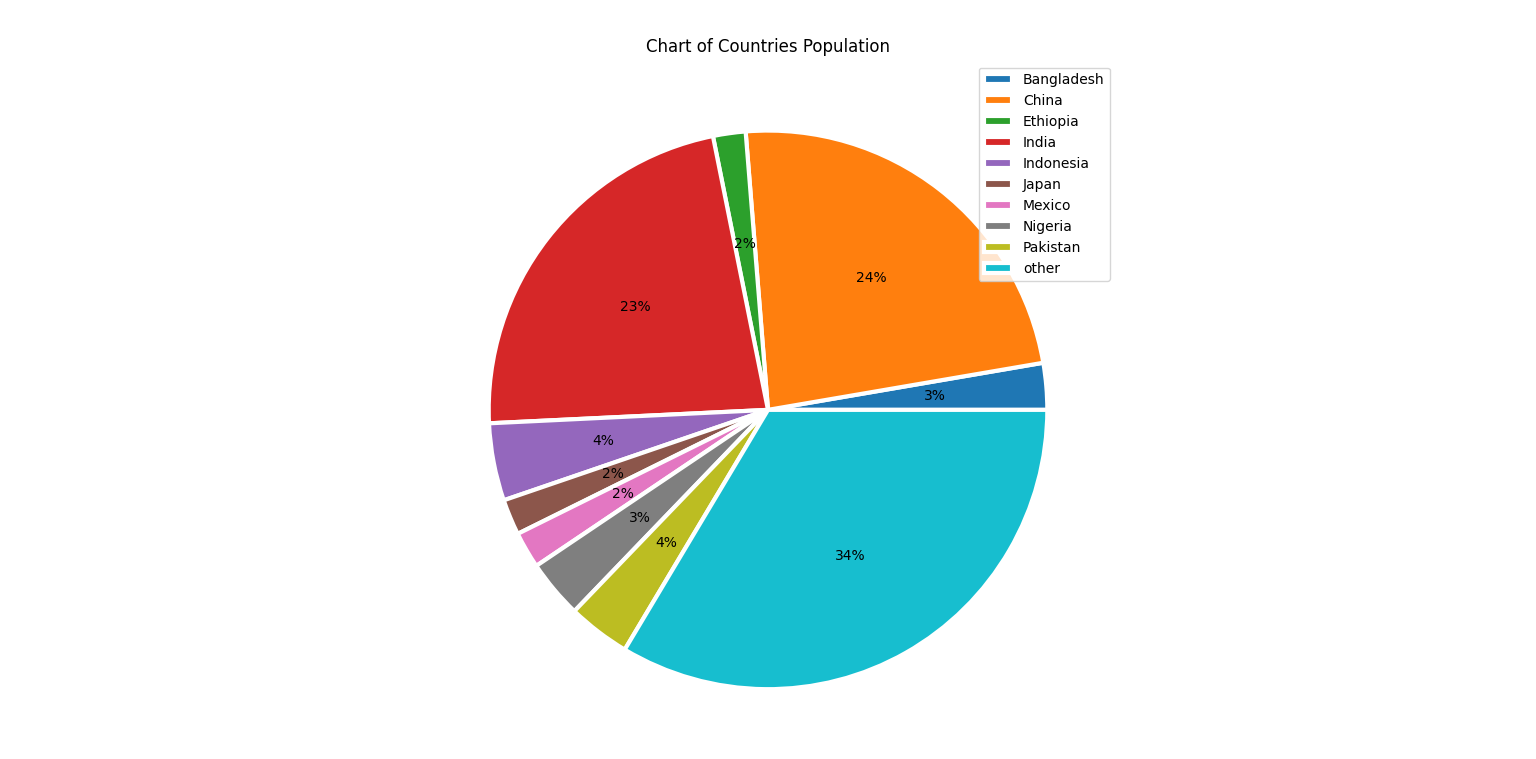 Chart of Countries Population
Bangladesh
China
Ethiopia
India
Indonesia
Japan
Mexico
Nigeria
Pakistan
other
2%
24%
23%
3%
4%
2%
2%
3%
4%
34%